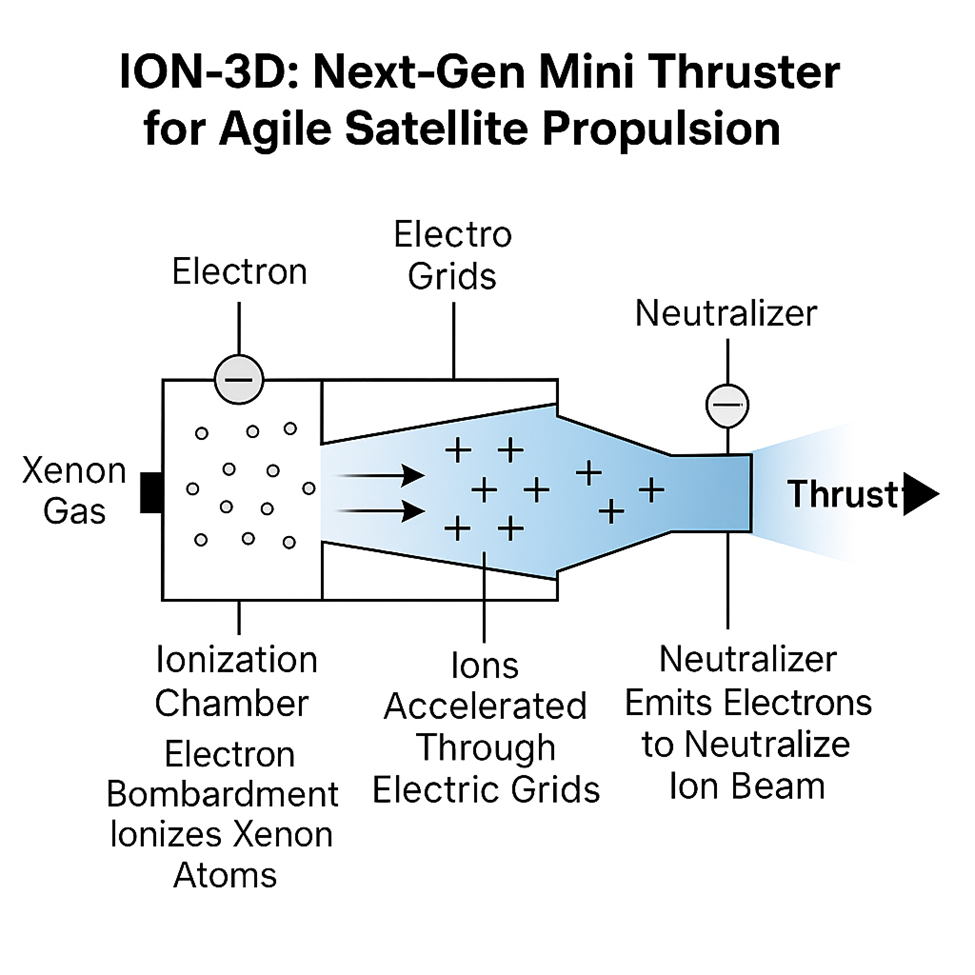 ION-3D: Next-Gen Mini Thruster
for Agile Satellite Propulsion
Electron
Electro
Grids
Neutralizer
Xenon
Gas
Thrust
Ionization
Chamber
Electron
Bombardment
Ionizes Xenon
Atoms
Ions
Accelerated
Through
Electric Grids
Neutralizer
Emits Electrons
to Neutralize
Ion Beam